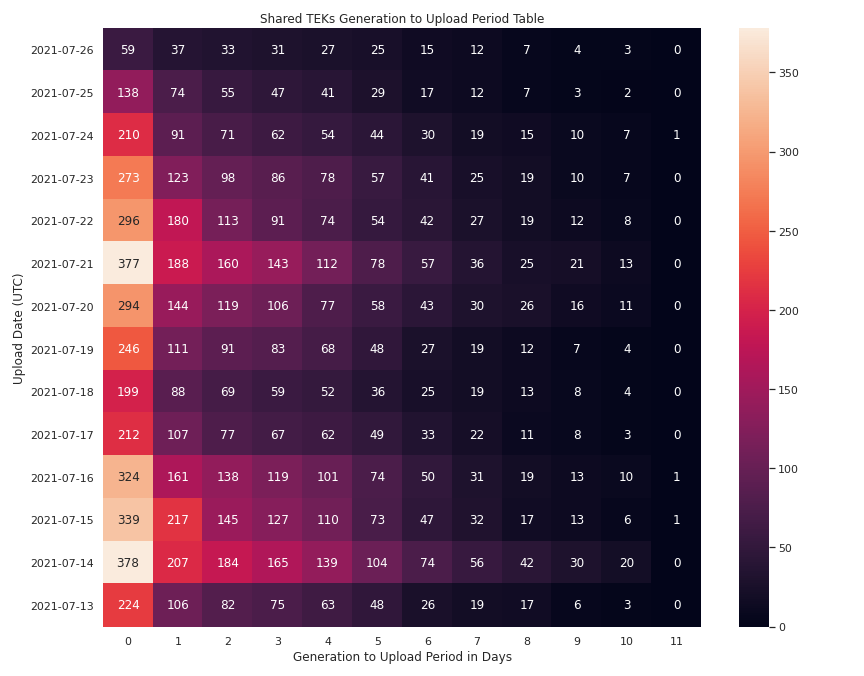 Shared TEKs Generation to Upload Period Table
Upload Date (UTC)
2021-07-26 59 37 33 31 27 25 15 12 7 4 3 0
2021-07-25 138 74 55 47 41 29 17 12 7 3 2 0
2021-07-24 210 91 71 62 54 44 30 19 15 10 7 1
2021-07-23 273 123 98 86 78 57 41 25 19 10 7 0
2021-07-22 296 180 113 91 74 54 42 27 19 12 8 0
2021-07-21 377 188 160 143 112 78 57 36 25 21 13 0
2021-07-20 294 144 119 106 77 58 43 30 26 16 11 0
2021-07-19 246 111 91 83 68 48 27 19 12 7 4 0
2021-07-18 199 88 69 59 52 36 25 19 13 8 4 0
2021-07-17 212 107 77 67 62 49 33 22 11 8 3 0
2021-07-16 324 161 138 119 101 74 50 31 19 13 10 1
2021-07-15 339 217 145 127 110 73 47 32 17 13 6 1
2021-07-14 378 207 184 165 139 104 74 56 42 30 20 0
2021-07-13 224 106 82 75 63 48 26 19 17 6 3 0
0 1 2 3 4 5 6 7 8 9 10 11
Generation to Upload Period in Days
350
300
250
200
150
100
50
0